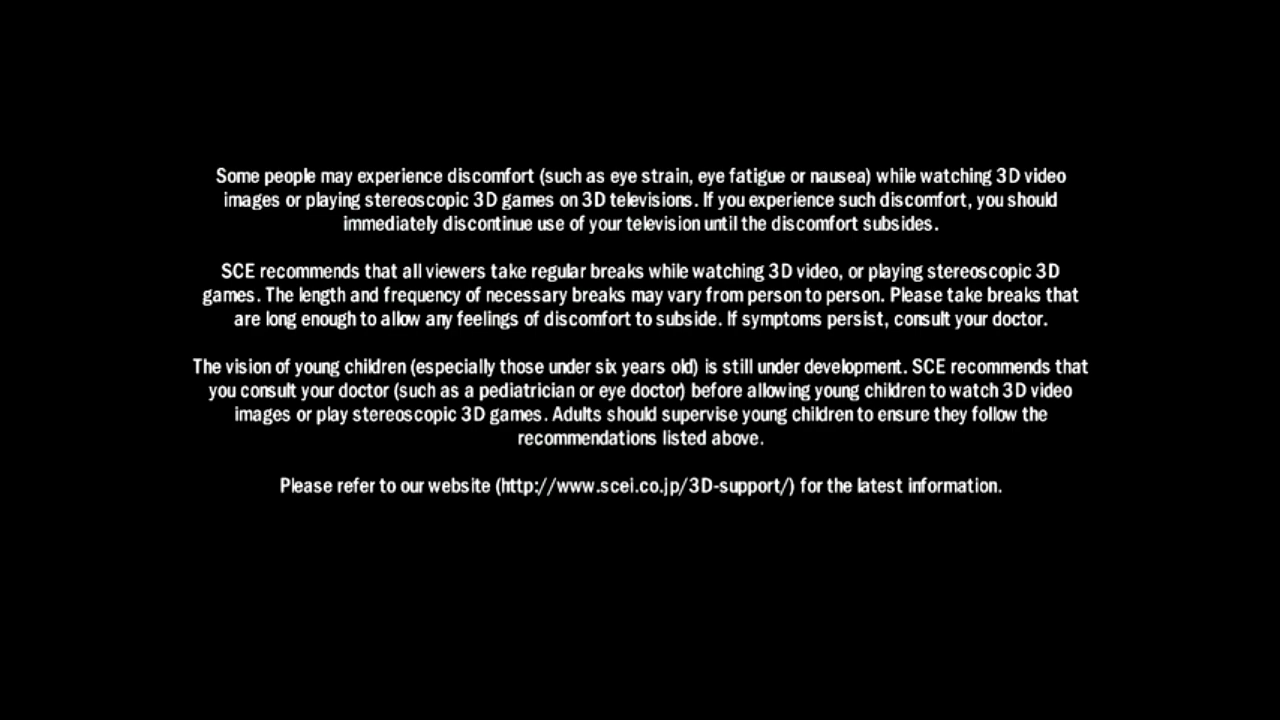 Some people may experience discomfort (such as eye strain, eye fatigue or nausea) while watching 3D video
images or playing stereoscopic 3D games on 3D televisions. If you experience such discomfort, you should
immediately discontinue use of your television until the discomfort subsides.
SCE recommends that all viewers take regular breaks while watching 3D video, or playing stereoscopic 3D
games. The length and frequency of necessary breaks may vary from person to person. Please take breaks that
are long enough to allow any feelings of discomfort to subside. If symptoms persist, consult your doctor.
The vision of young children (especially those under six years old) is still under development. SCE recommends that
you consult your doctor (such as a pediatrician or eye doctor) before allowing young children to watch 3D video
images or play stereoscopic 3D games. Adults should supervise young children to ensure they follow the
recommendations listed above.
Please refer to our website (http://www.scei.co.jp/3D-support/) for the latest information.